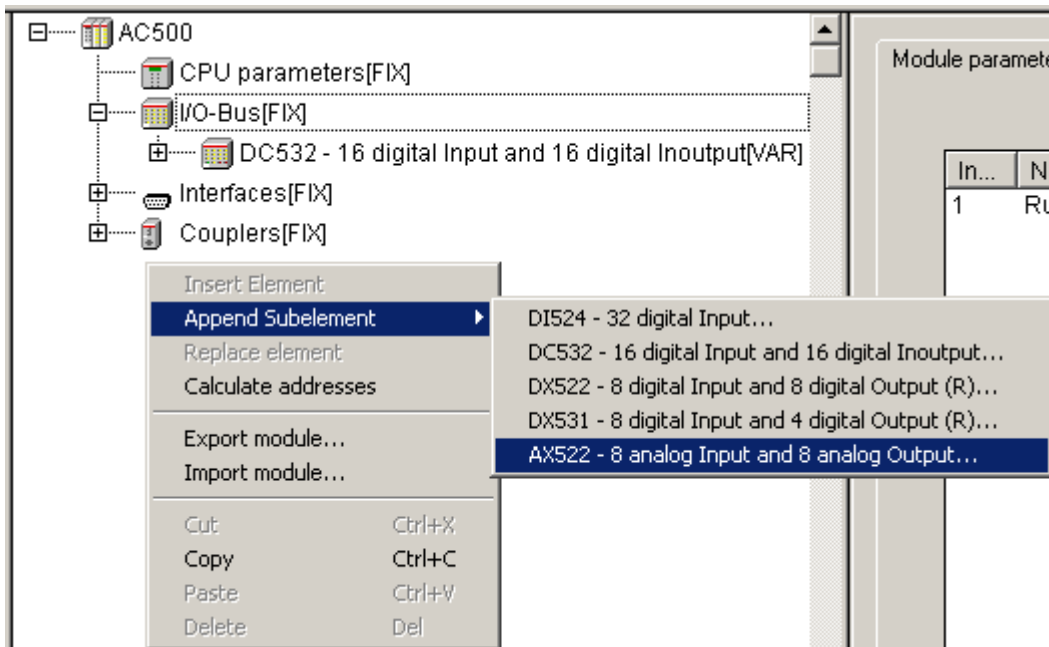 AC500
CPU parameters[FIX]
I/O-Bus[FIX]
DC532 - 16 digital Input and 16 digital Inoutput[VAR]
Interfaces[FIX]
Couplers[FIX]
Insert Element
Append Subelement
Replace element
Calculate addresses
Export module...
Import module...
Cut Ctrl+X
Copy Ctrl+C
Paste Ctrl+V
Delete Del
DI524 - 32 digital Input...
DC532 - 16 digital Input and 16 digital Inoutput...
DX522 - 8 digital Input and 8 digital Output (R)...
DX531 - 8 digital Input and 4 digital Output (R)...
AX522 - 8 analog Input and 8 analog Output...
Module paramete
In... N
1 Ru